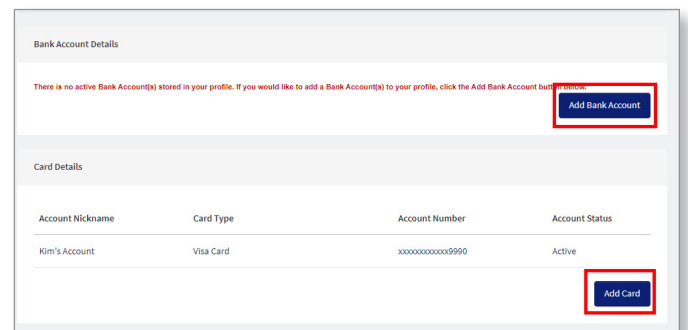 Bank Account Details
There is no active Bank Account(s) stored in your profile. If you would like to add a Bank Account(s) to your profile, click the Add Bank Account button below.
Add Bank Account
Card Details
Account Nickname Card Type Account Number Account Status
Kim's Account Visa Card xxxxxxxxxxxx9990 Active
Add Card